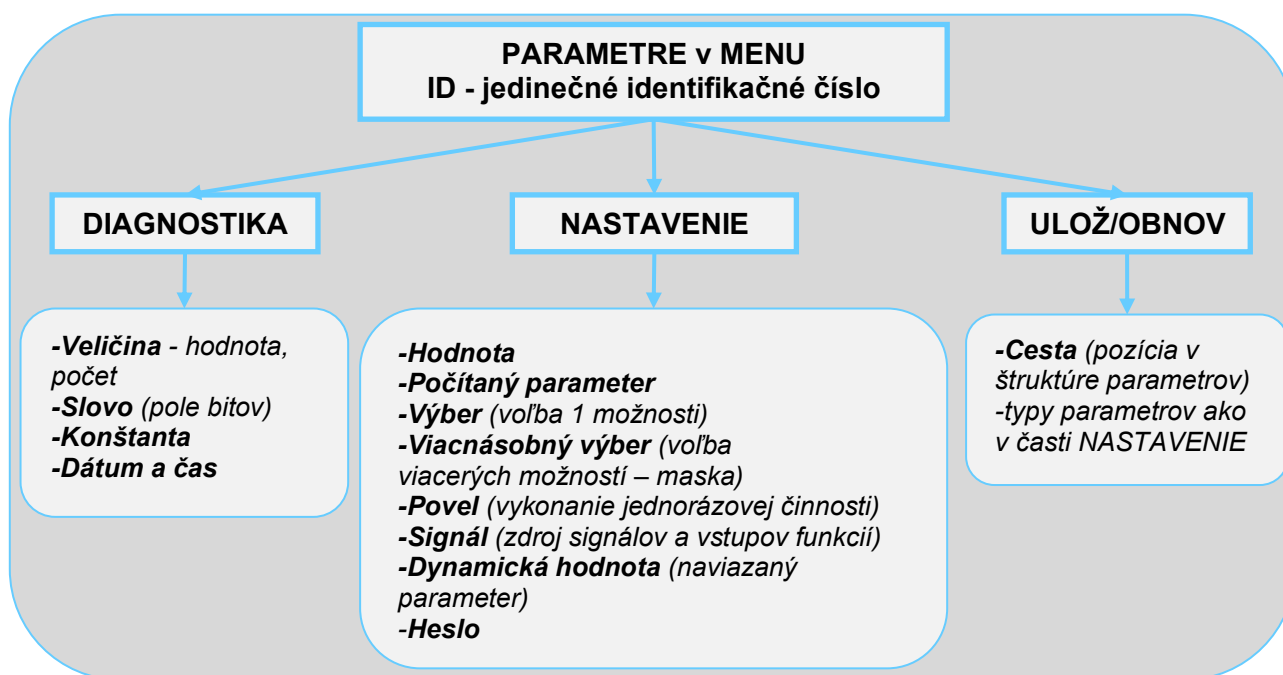 PARAMETRE v MENU
ID - jedinečné identifikačné číslo
DIAGNOSTIKA
NASTAVENIE
ULOŽ/OBNOV
-Veličina - hodnota,
počet
-Slovo (pole bitov)
-Konštanta
-Dátum a čas
-Hodnota
-Počítaný parameter
-Výber (voľba 1 možnosti)
-Viacnásobný výber (voľba
viacerých možností – maska)
-Povel (vykonanie jednorázovej činnosti)
-Signál (zdroj signálov a vstupov funkcií)
-Dynamická hodnota (naviazaný
parameter)
-Heslo
-Cesta (pozícia v
štruktúre parametrov)
-typy parametrov ako
v časti NASTAVENIE